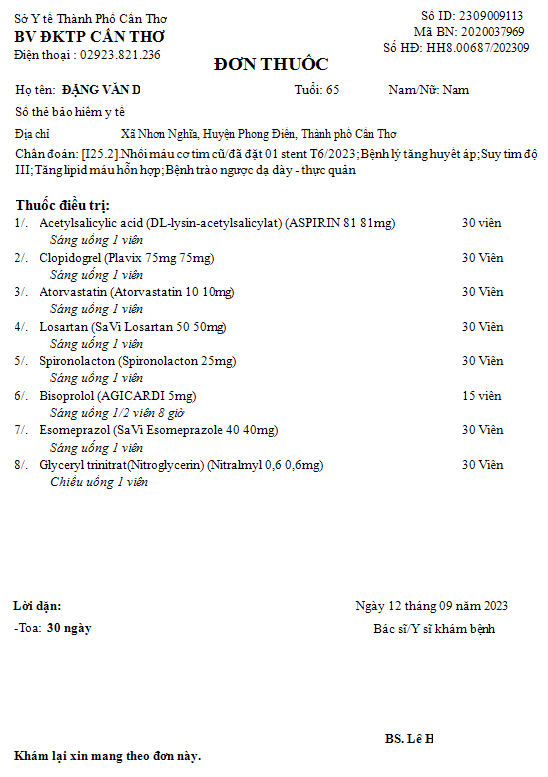 Sở Y tế Thành Phố Cần Thơ
BV ĐKTP CẦN THƠ
Điện thoại : 02923.821.236
Số ID: 2309009113
Mã BN: 2020037969
Số HĐ: HH8.00687/202309
ĐƠN THUỐC
Họ tên: ĐẶNG VĂN D Tuổi: 65 Nam/Nữ: Nam
Số thẻ bảo hiểm y tế
Địa chỉ Xã Nhơn Nghĩa, Huyện Phong Điền, Thành phố Cần Thơ
Chẩn đoán: [I25.2].Nhồi máu cơ tim cũ/đã đặt 01 stent T6/2023; Bệnh lý tăng huyết áp; Suy tim độ
III; Tăng lipid máu hỗn hợp; Bệnh trào ngược dạ dày - thực quản
Thuốc điều trị:
1/. Acetylsalicylic acid (DL-lysin-acetylsalicylat) (ASPIRIN 81 81mg) 30 viên
Sáng uống 1 viên
2/. Clopidogrel (Plavix 75mg 75mg) 30 Viên
Sáng uống 1 viên
3/. Atorvastatin (Atorvastatin 10 10mg) 30 Viên
Sáng uống 1 viên
4/. Losartan (SaVi Losartan 50 50mg) 30 Viên
Sáng uống 1 viên
5/. Spironolacton (Spironolacton 25mg) 30 Viên
Sáng uống 1 viên
6/. Bisoprolol (AGICARDI 5mg) 15 viên
Sáng uống 1/2 viên 8 giờ
7/. Esomeprazol (SaVi Esomeprazole 40 40mg) 30 Viên
Sáng uống 1 viên
8/. Glyceryl trinitrat(Nitroglycerin) (Nitralmyl 0,6 0,6mg) 30 Viên
Chiều uống 1 viên
Lời dặn:
-Toa: 30 ngày
Ngày 12 tháng 09 năm 2023
Bác sĩ/Y sĩ khám bệnh
BS. Lê H
Khám lại xin mang theo đơn này.